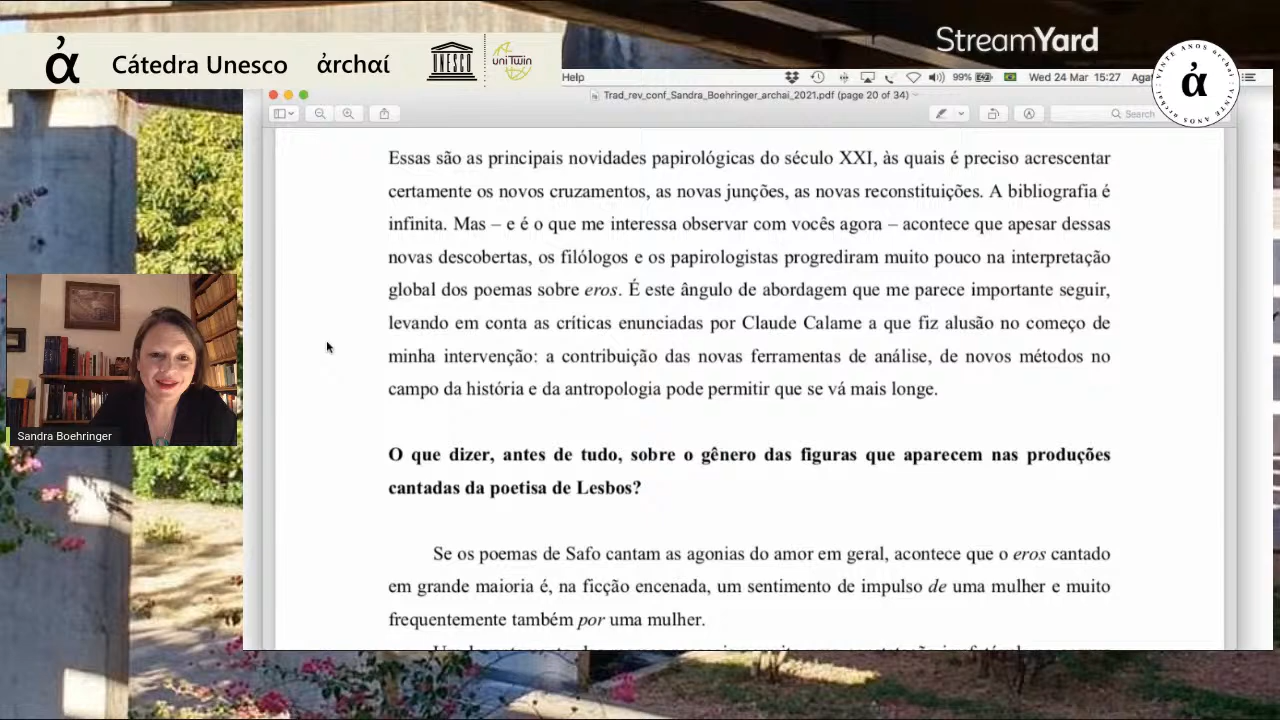 StreamYard
ἀ Cátedra Unesco ἀrchaí UNESCO uniTwin
Help 99% Wed 24 Mar 15:27 Aga
VINTE ANOS archai
ἀ
Trad_rev_conf_Sandra_Boehringer_archai_2021.pdf (page 20 of 34)
Search
Essas são as principais novidades papirológicas do século XXI, às quais é preciso acrescentar
certamente os novos cruzamentos, as novas junções, as novas reconstituições. A bibliografia é
infinita. Mas – e é o que me interessa observar com vocês agora – acontece que apesar dessas
novas descobertas, os filólogos e os papirologistas progrediram muito pouco na interpretação
global dos poemas sobre eros. É este ângulo de abordagem que me parece importante seguir,
levando em conta as críticas enunciadas por Claude Calame a que fiz alusão no começo de
minha intervenção: a contribuição das novas ferramentas de análise, de novos métodos no
campo da história e da antropologia pode permitir que se vá mais longe.
O que dizer, antes de tudo, sobre o gênero das figuras que aparecem nas produções
cantadas da poetisa de Lesbos?
Se os poemas de Safo cantam as agonias do amor em geral, acontece que o eros cantado
em grande maioria é, na ficção encenada, um sentimento de impulso de uma mulher e muito
frequentemente também por uma mulher.
Sandra Boehringer